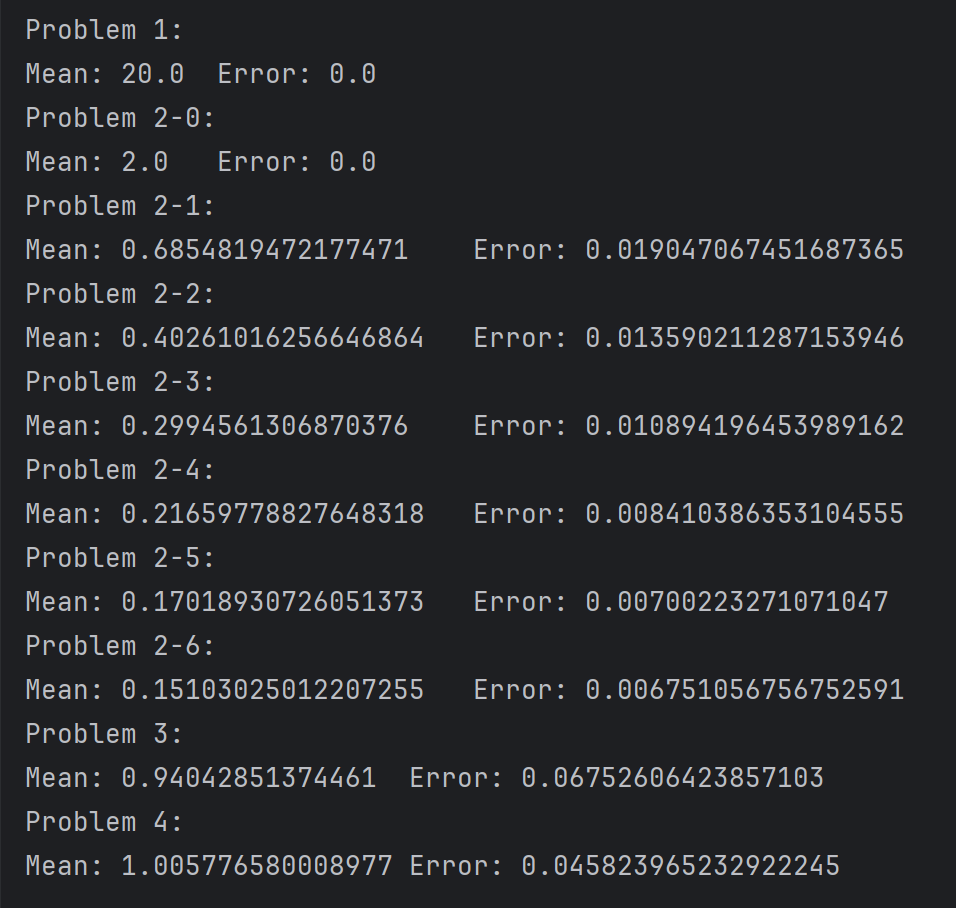 Problem 1:
Mean: 20.0  Error: 0.0
Problem 2-0:
Mean: 2.0   Error: 0.0
Problem 2-1:
Mean: 0.6854819472177471    Error: 0.019047067451687365
Problem 2-2:
Mean: 0.40261016256646864   Error: 0.013590211287153946
Problem 2-3:
Mean: 0.2994561306870376    Error: 0.010894196453989162
Problem 2-4:
Mean: 0.21659778827648318   Error: 0.008410386353104555
Problem 2-5:
Mean: 0.17018930726051373   Error: 0.00700223271071047
Problem 2-6:
Mean: 0.15103025012207255   Error: 0.006751056756752591
Problem 3:
Mean: 0.94042851374461  Error: 0.06752606423857103
Problem 4:
Mean: 1.005776580008977 Error: 0.045823965232922245